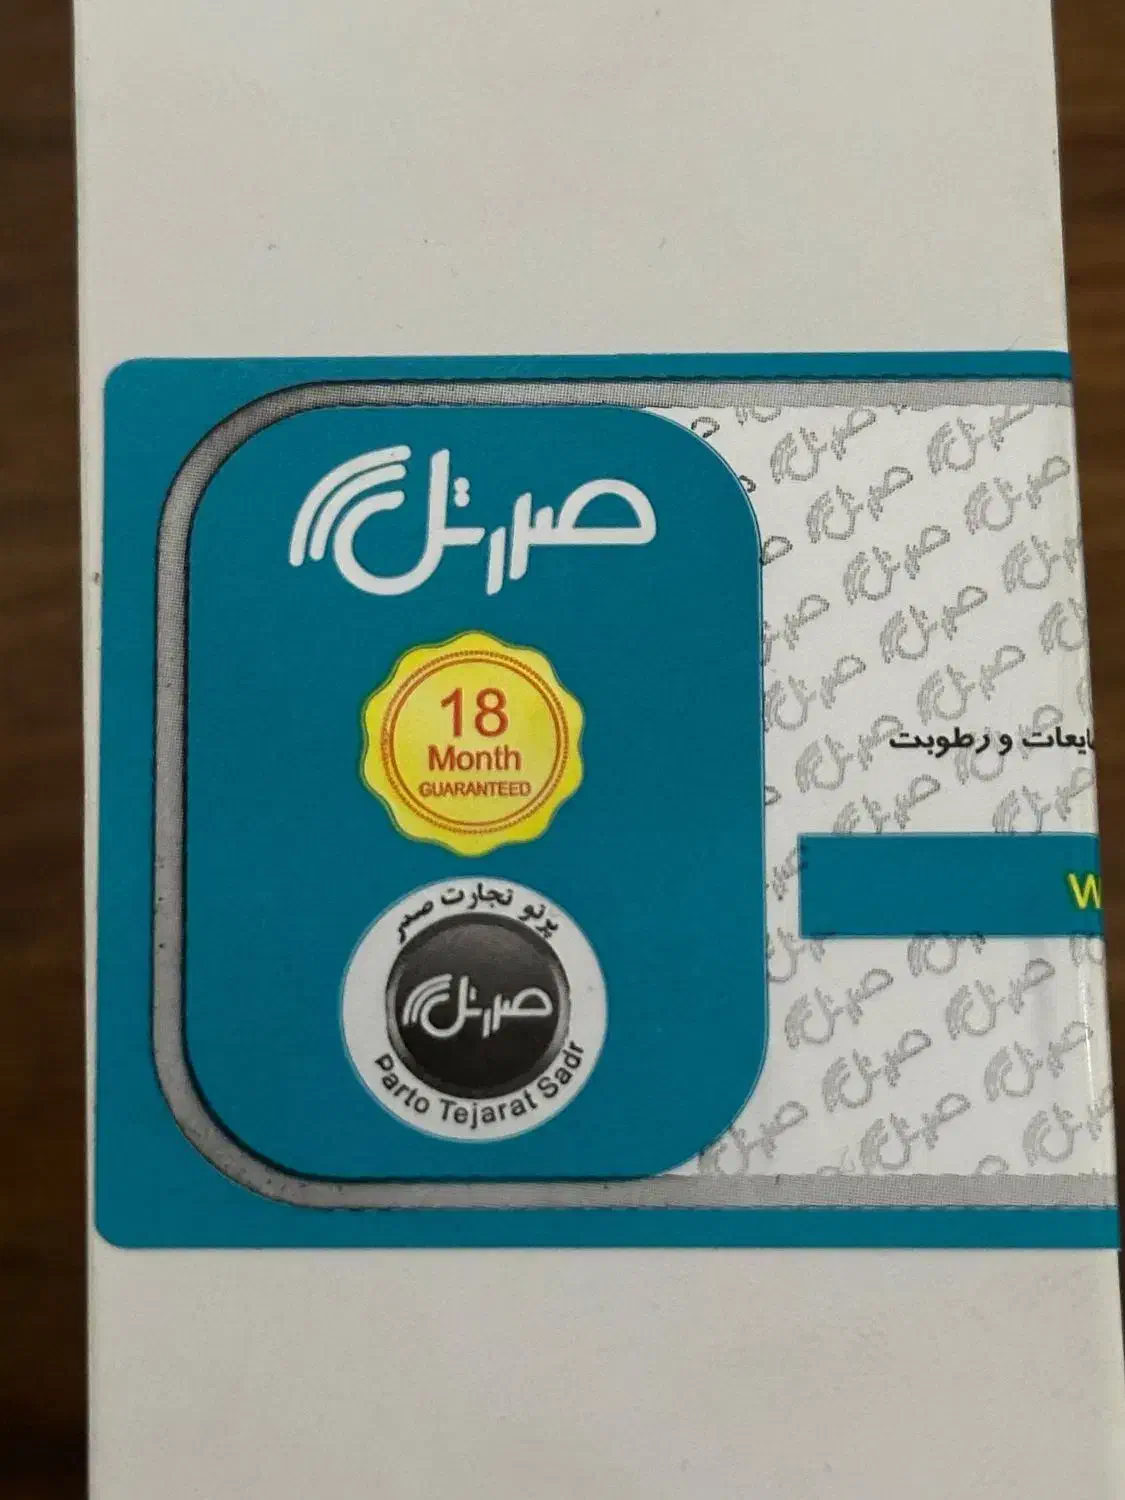 صدرتل
18
Month
GUARANTEED
پرتو تجارت صدر
صدرتل
Parto Tejarat Sadr
مایعات و رطوبت
W